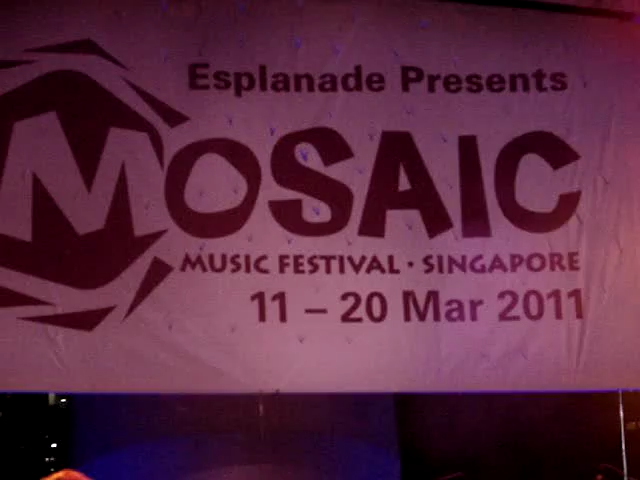 Esplanade Presents
MOSAIC
MUSIC FESTIVAL · SINGAPORE
11 – 20 Mar 2011